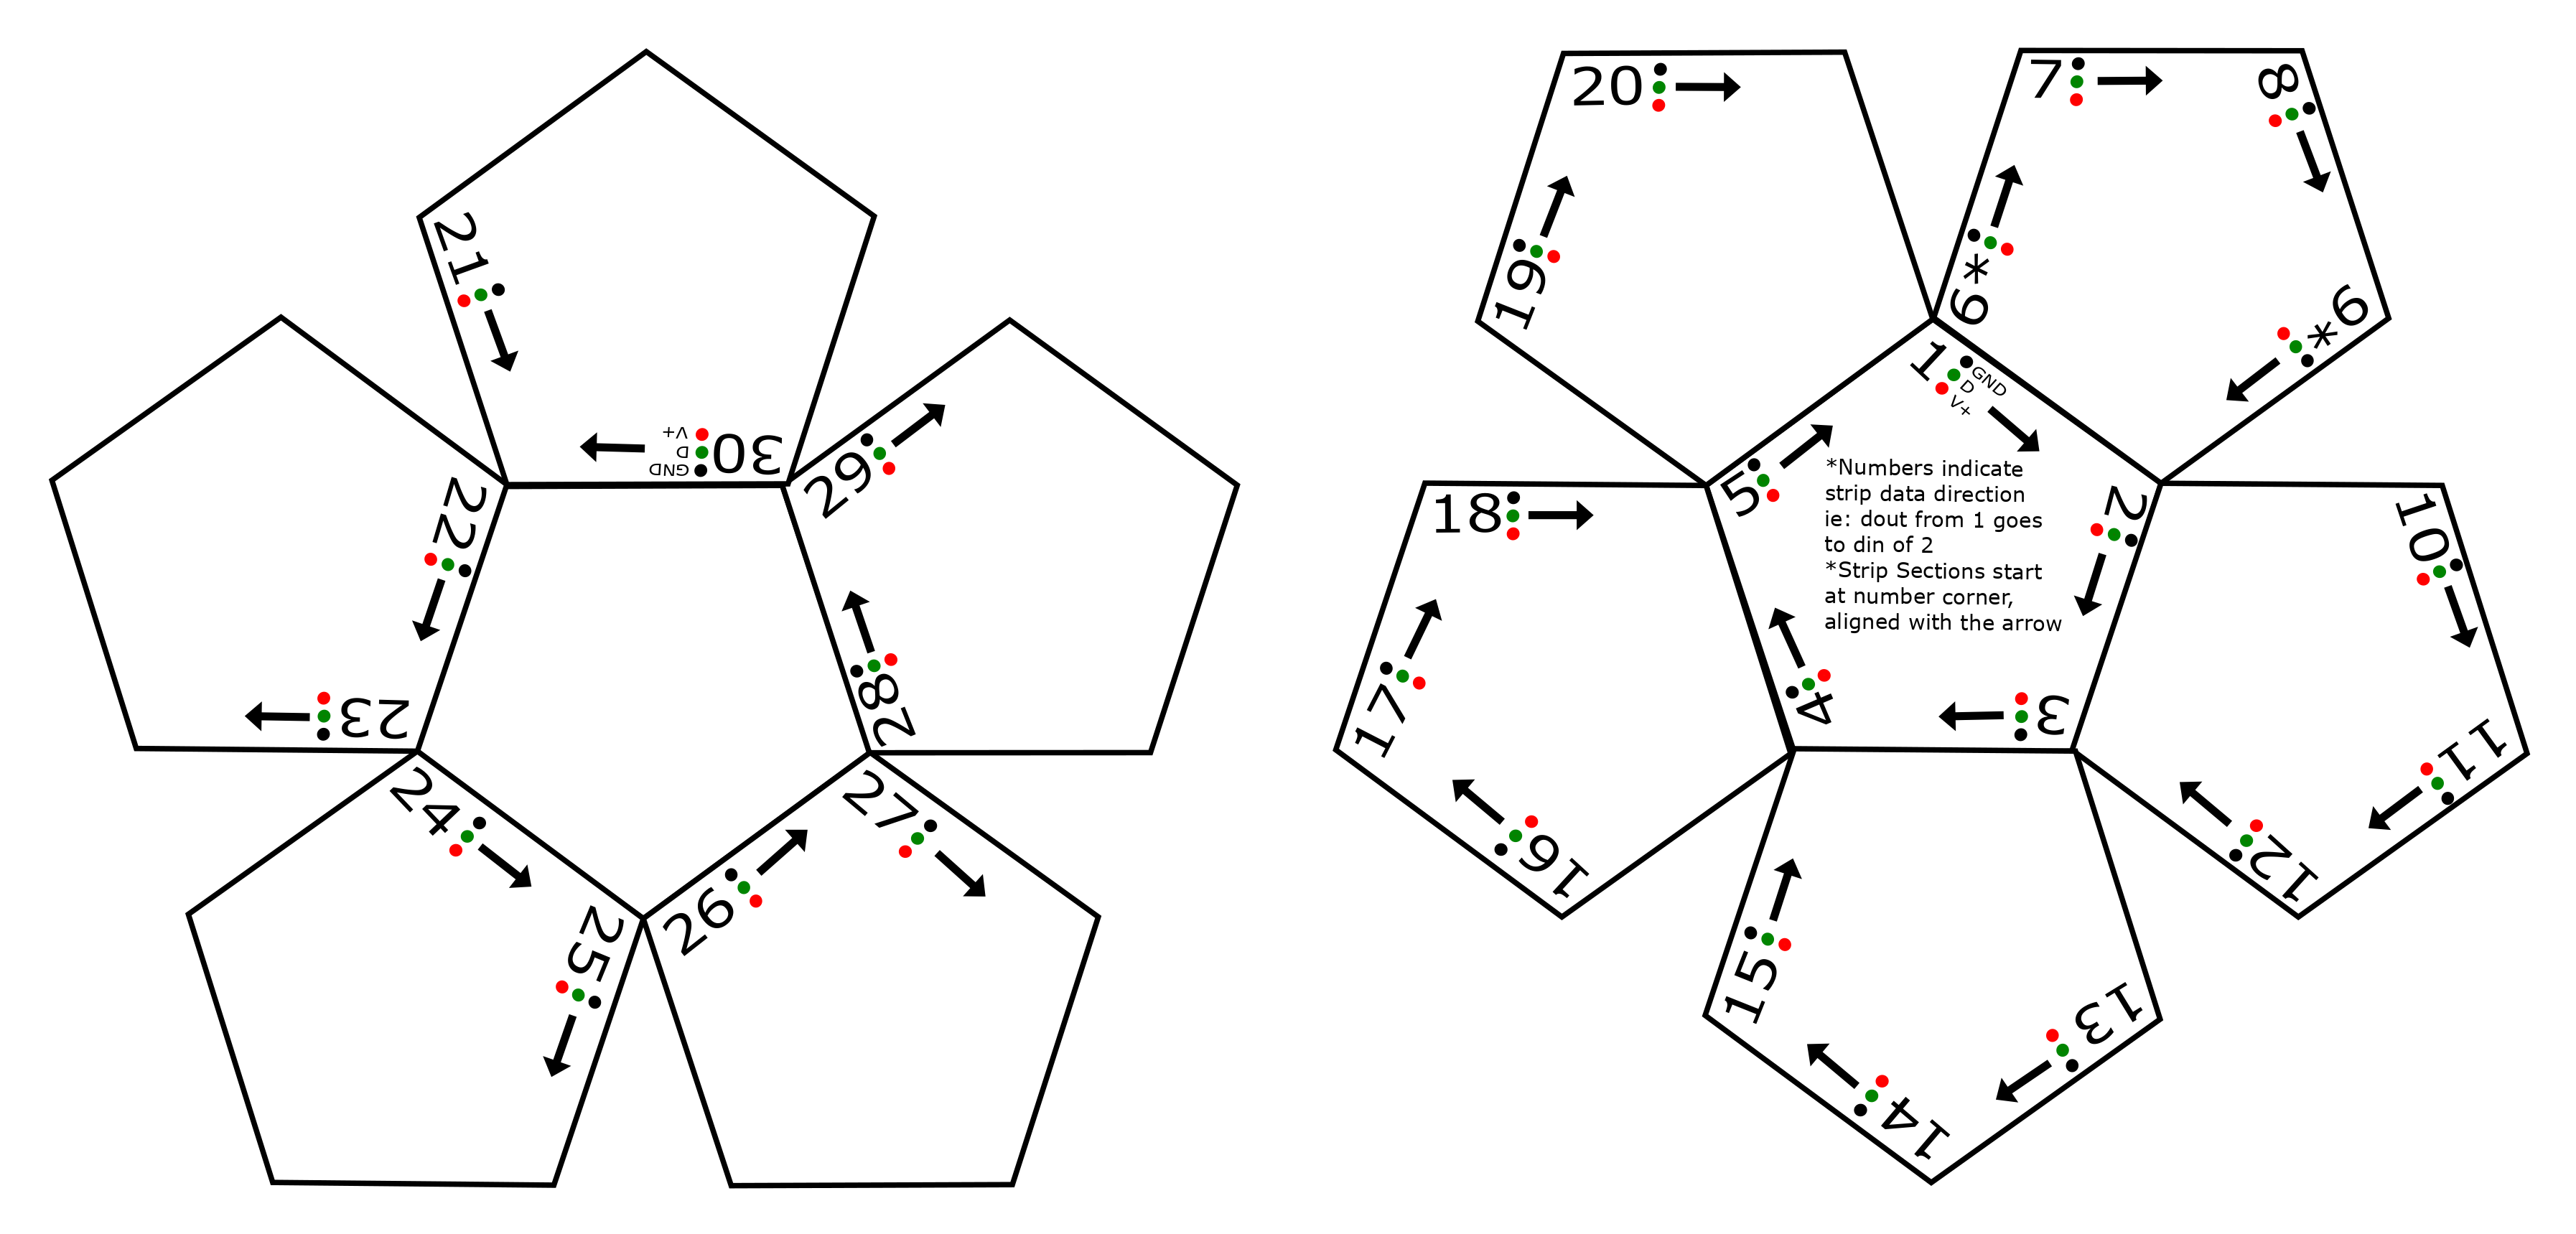 21
30
GND
D
V+
29
22
28
23
24
27
26
25
20
7
8
19
6*
9*
1
GND
D
V+
5
*Numbers indicate
strip data direction
ie: dout from 1 goes
to din of 2
*Strip Sections start
at number corner,
aligned with the arrow
2
18
10
17
4
3
11
16
12
15
13
14